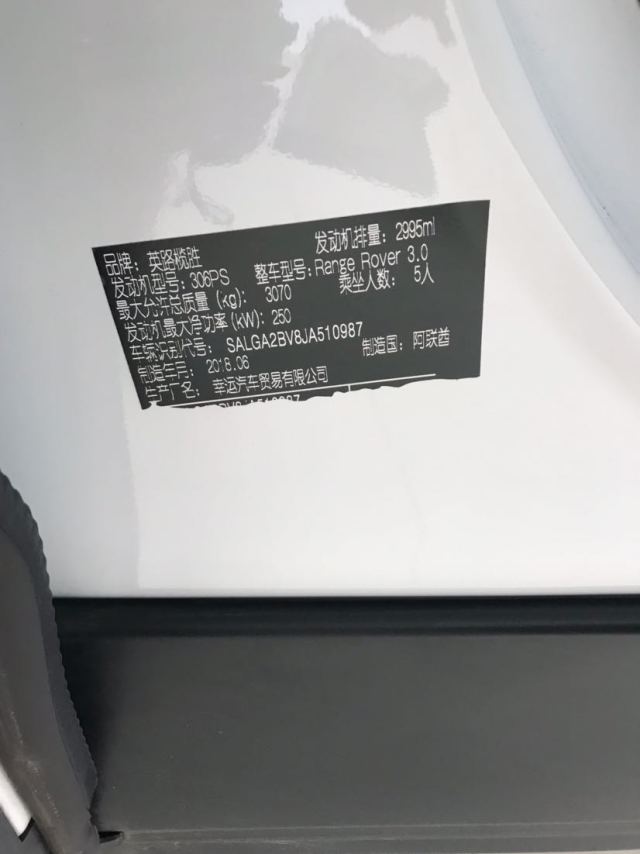 品牌：英路榄胜 发动机排量：2995ml
发动机型号：306PS 整车型号：Range Rover 3.0
最大允许总质量（kg）：3070 乘坐人数：5人
发动机最大净功率（kW）：250
车辆识别代号：SALGA2BV8JA510987
制造年月：2018.06 制造国：阿联酋
生产厂名：幸运汽车贸易有限公司